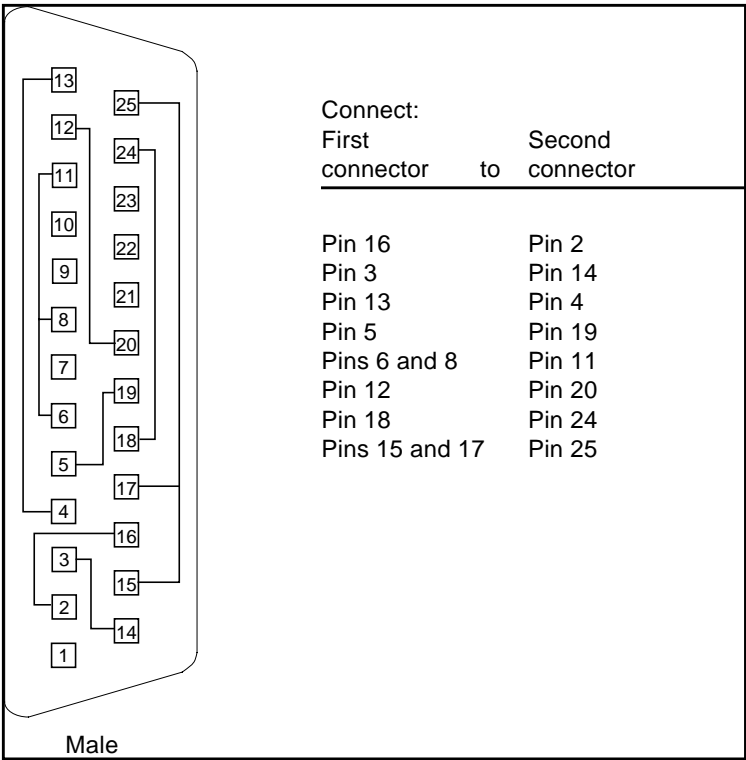 13
25
12
24
11
23
10
22
9
21
8
20
7
19
6
18
5
17
4
16
3
15
2
14
1
Male
Connect:
First Second
connector to connector
Pin 16 Pin 2
Pin 3 Pin 14
Pin 13 Pin 4
Pin 5 Pin 19
Pins 6 and 8 Pin 11
Pin 12 Pin 20
Pin 18 Pin 24
Pins 15 and 17 Pin 25